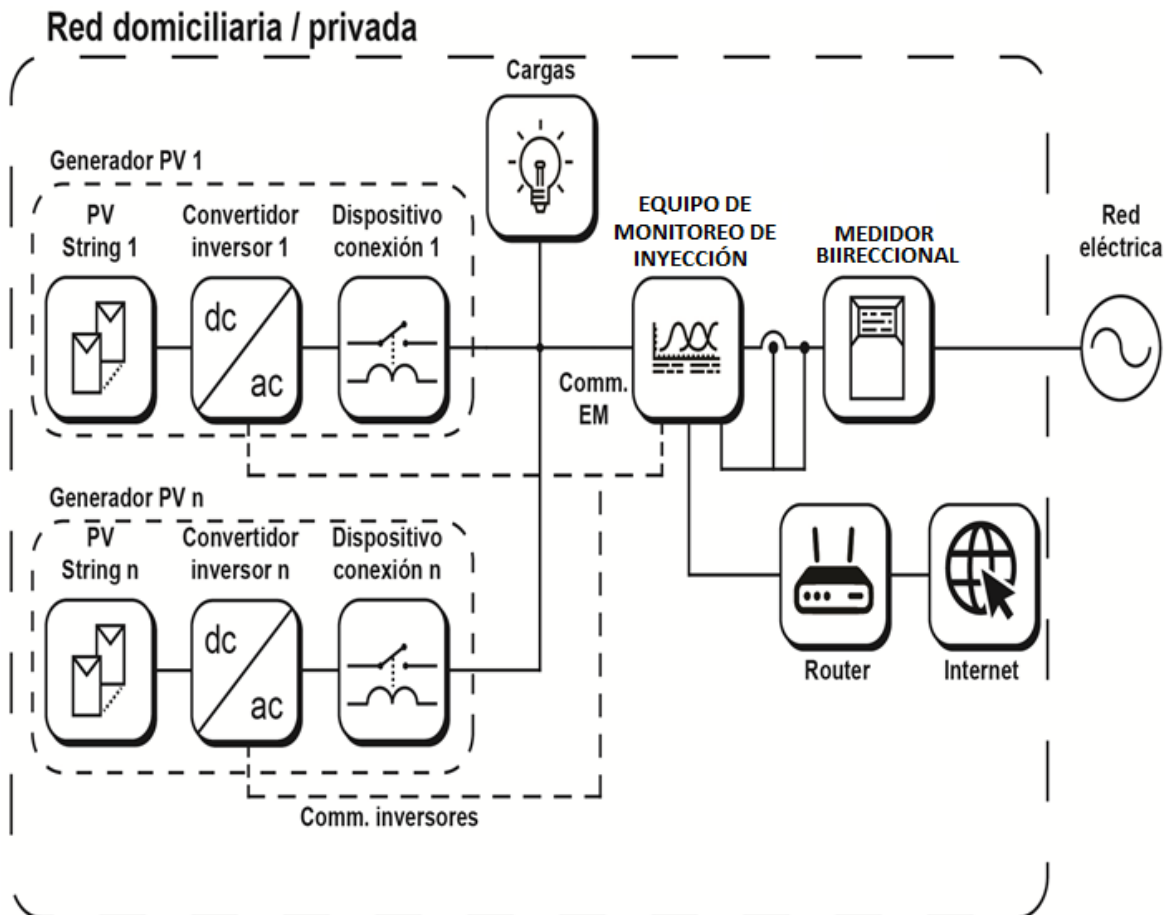 Red domiciliaria / privada
Cargas
Generador PV 1
PV
String 1
Convertidor
inversor 1
Dispositivo
conexión 1
EQUIPO DE
MONITOREO DE
INYECCIÓN
MEDIDOR
BIIRECCIONAL
Red
eléctrica
dc
ac
Comm.
EM
Generador PV n
PV
String n
Convertidor
inversor n
Dispositivo
conexión n
dc
ac
Router
Internet
Comm. inversores